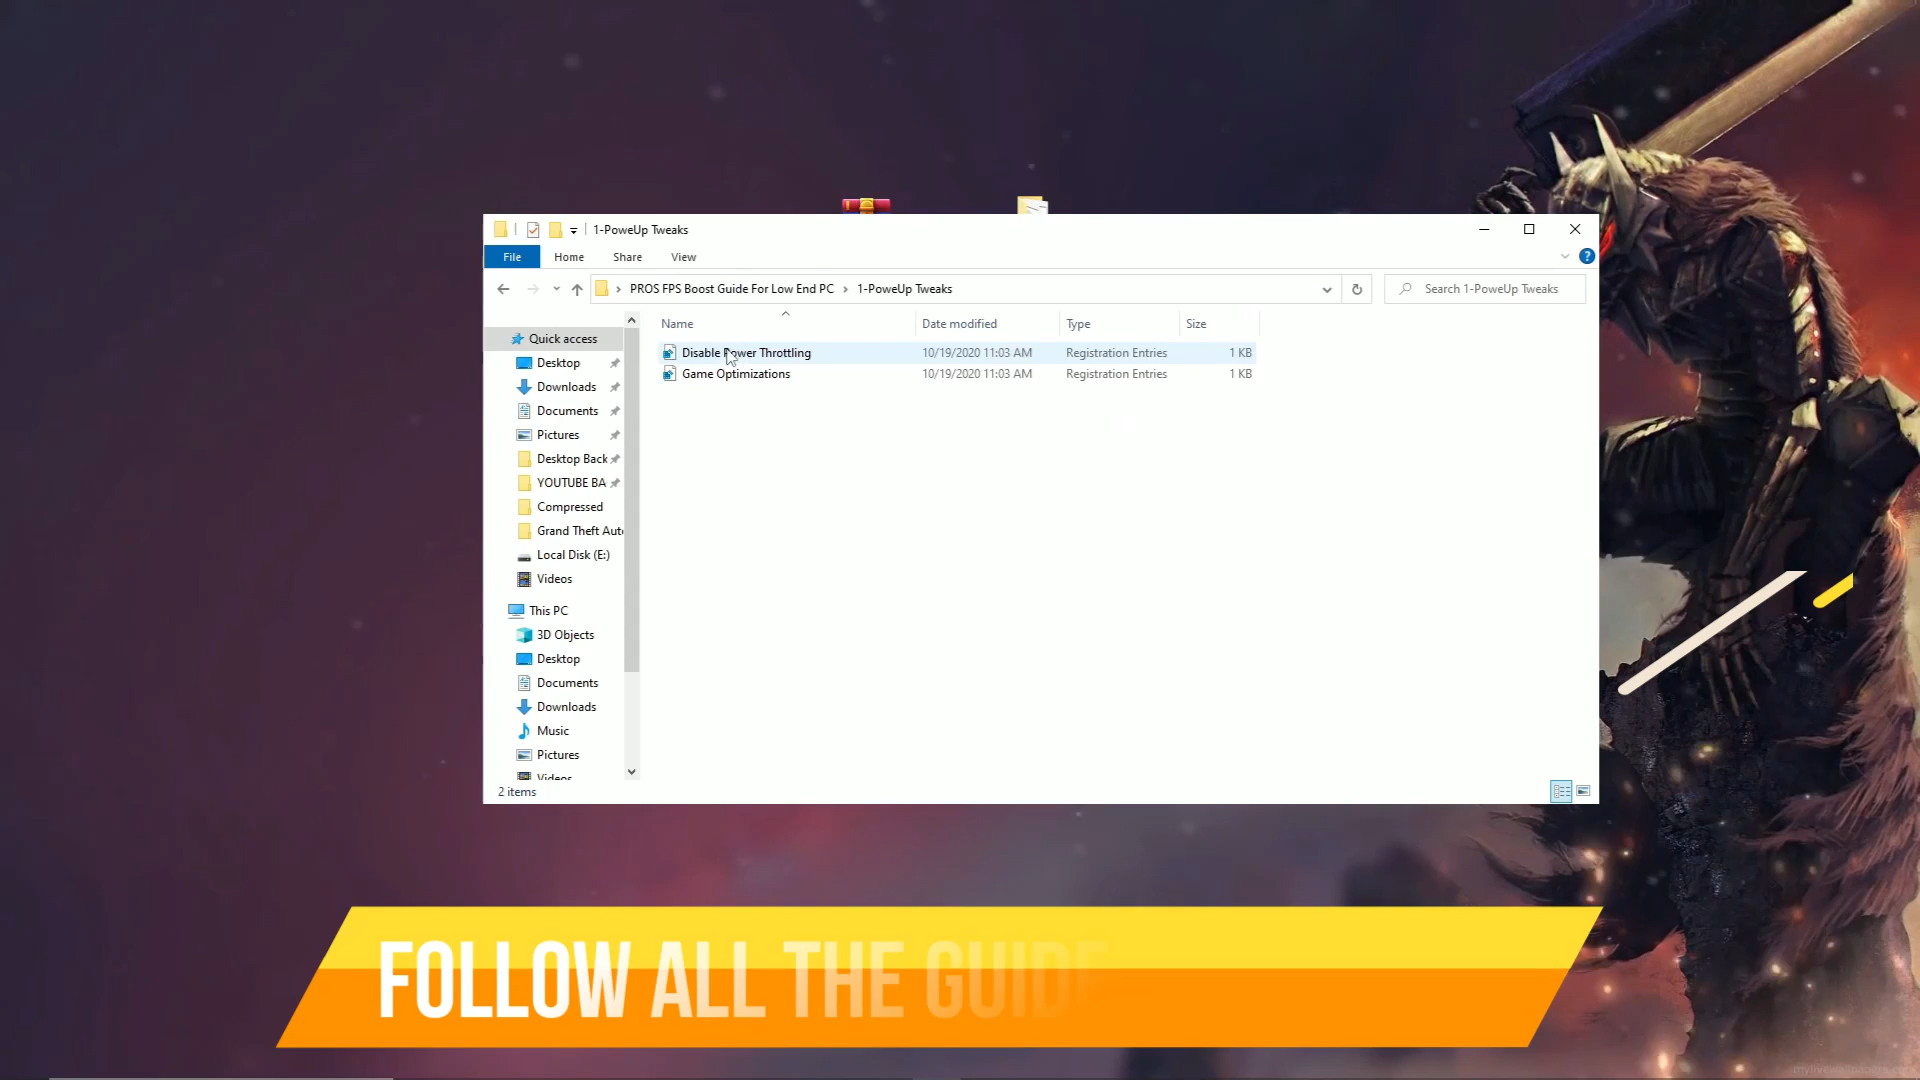 1-PoweUp Tweaks
File Home Share View
PROS FPS Boost Guide For Low End PC > 1-PoweUp Tweaks
Search 1-PoweUp Tweaks
Name Date modified Type Size
Disable Power Throttling 10/19/2020 11:03 AM Registration Entries 1 KB
Game Optimizations 10/19/2020 11:03 AM Registration Entries 1 KB
Quick access
Desktop
Downloads
Documents
Pictures
Desktop Back
YOUTUBE BA
Compressed
Grand Theft Aut
Local Disk (E:)
Videos
This PC
3D Objects
Desktop
Documents
Downloads
Music
Pictures
Videos
2 items
FOLLOW ALL THE GUIDE